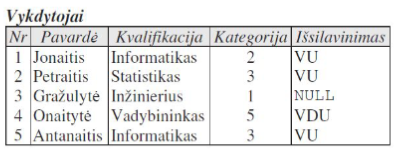 Vykdytojai
Nr Pavardė Kvalifikacija Kategorija Išsilavinimas
1 Jonaitis Informatikas 2 VU
2 Petraitis Statistikas 3 VU
3 Gražulytė Inžinierius 1 NULL
4 Onaitytė Vadybininkas 5 VDU
5 Antanaitis Informatikas 3 VU